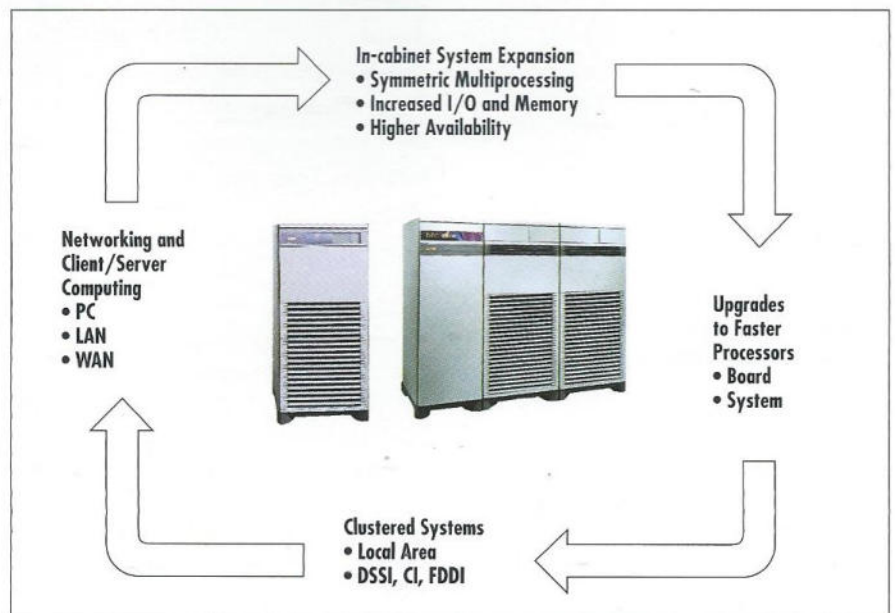 In-cabinet System Expansion
• Symmetric Multiprocessing
• Increased I/O and Memory
• Higher Availability
Networking and
Client/Server
Computing
• PC
• LAN
• WAN
Upgrades
to Faster
Processors
• Board
• System
Clustered Systems
• Local Area
• DSSI, CI, FDDI